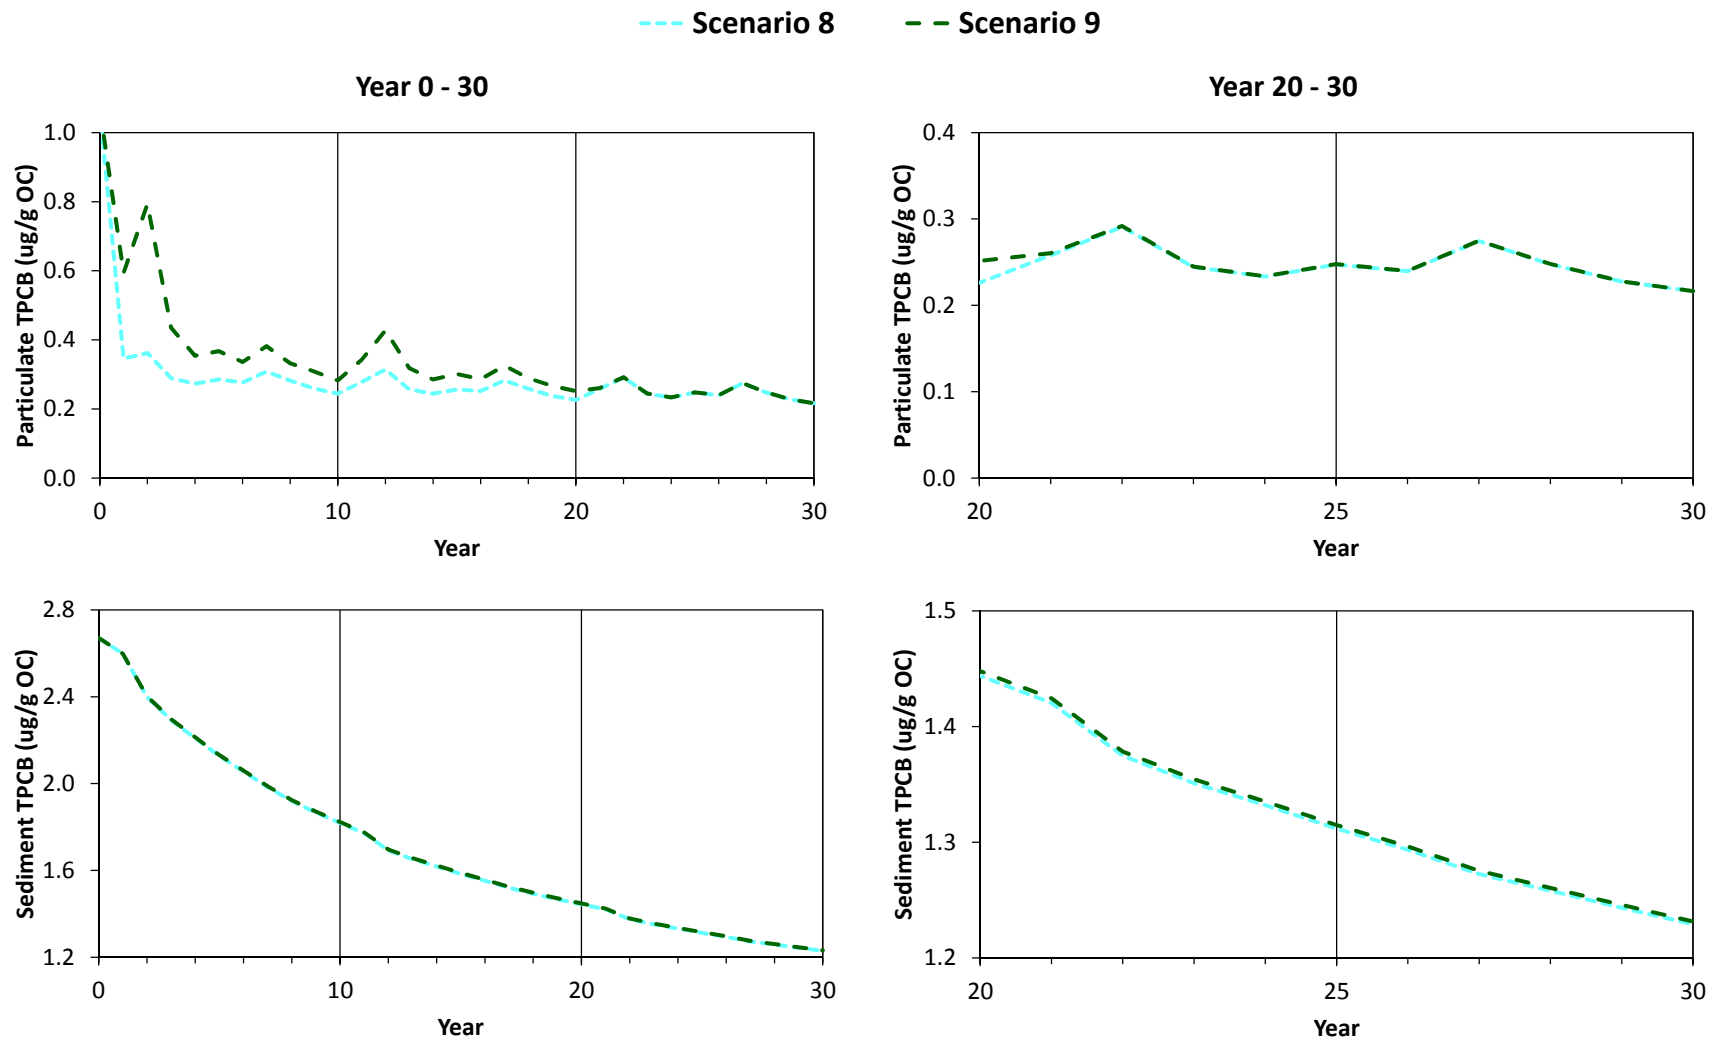 Scenario 8 Scenario 9
Year 0 - 30
Year 20 - 30
Particulate TPCB (ug/g OC)
1.0
0.8
0.6
0.4
0.2
0.0
0 10 20 30
Year
Particulate TPCB (ug/g OC)
0.4
0.3
0.2
0.1
0.0
20 25 30
Year
Sediment TPCB (ug/g OC)
2.8
2.4
2.0
1.6
1.2
0 10 20 30
Year
Sediment TPCB (ug/g OC)
1.5
1.4
1.3
1.2
20 25 30
Year